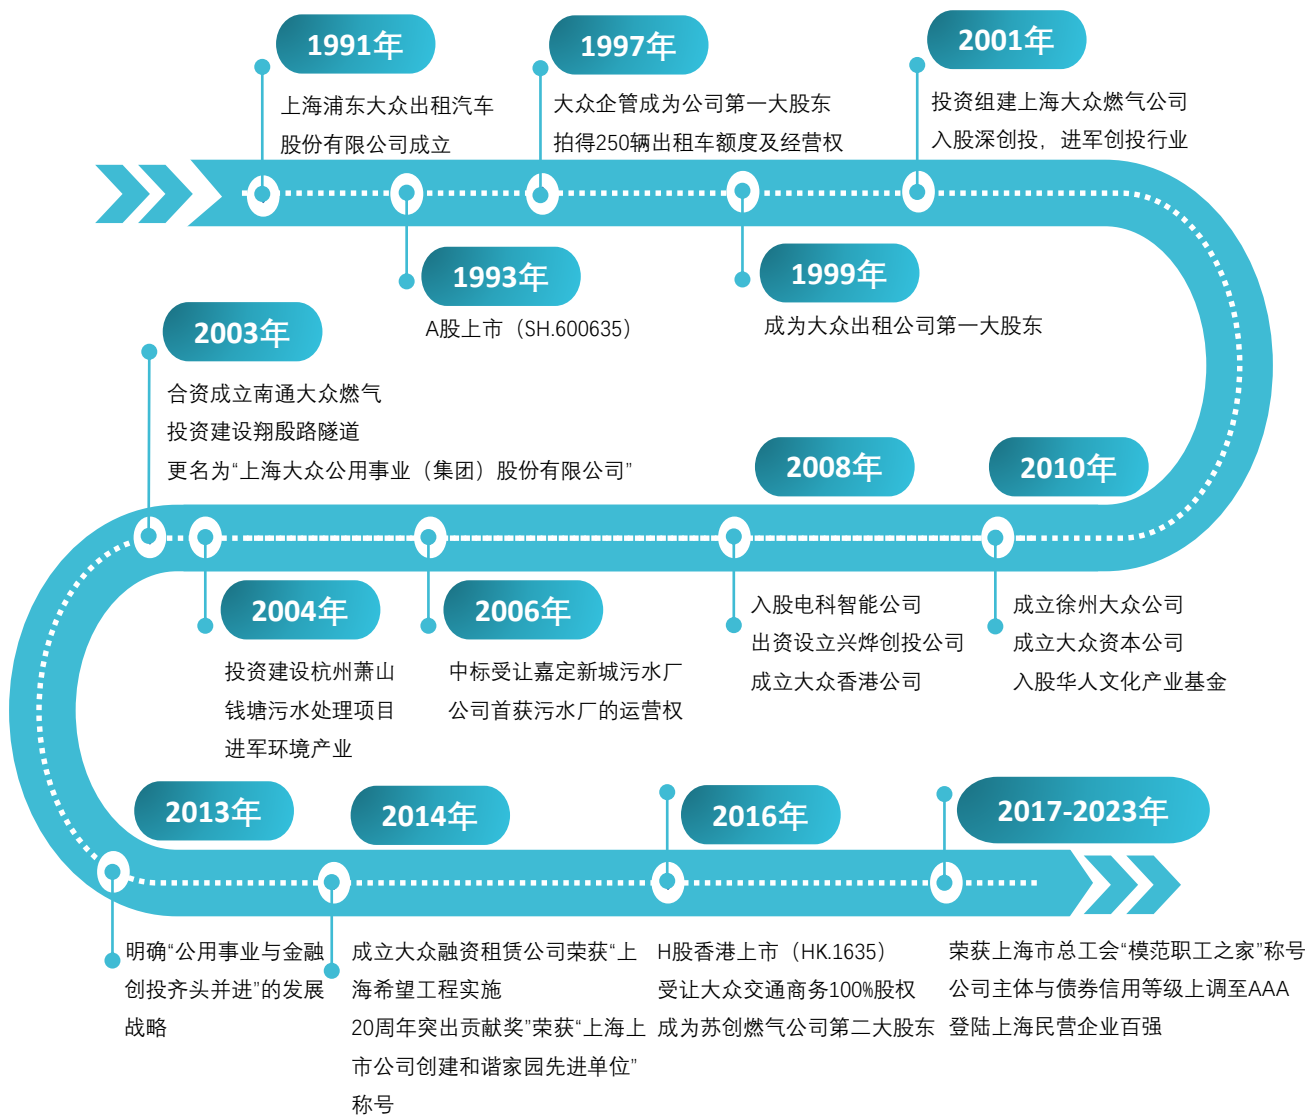 1991年
上海浦东大众出租汽车
股份有限公司成立
1993年
A股上市（SH.600635）
1997年
大众企管成为公司第一大股东
拍得250辆出租车额度及经营权
1999年
成为大众出租公司第一大股东
2001年
投资组建上海大众燃气公司
入股深创投，进军创投行业
2003年
合资成立南通大众燃气
投资建设翔殷路隧道
更名为“上海大众公用事业（集团）股份有限公司”
2004年
投资建设杭州萧山
钱塘污水处理项目
进军环境产业
2006年
中标受让嘉定新城污水厂
公司首获污水厂的运营权
2008年
入股电科智能公司
出资设立兴烨创投公司
成立大众香港公司
2010年
成立徐州大众公司
成立大众资本公司
入股华人文化产业基金
2013年
明确“公用事业与金融
创投齐头并进”的发展
战略
2014年
成立大众融资租赁公司荣获“上
海希望工程实施
20周年突出贡献奖”荣获“上海上
市公司创建和谐家园先进单位”
称号
2016年
H股香港上市（HK.1635）
受让大众交通商务100%股权
成为苏创燃气公司第二大股东
2017-2023年
荣获上海市总工会“模范职工之家”称号
公司主体与债券信用等级上调至AAA
登陆上海民营企业百强